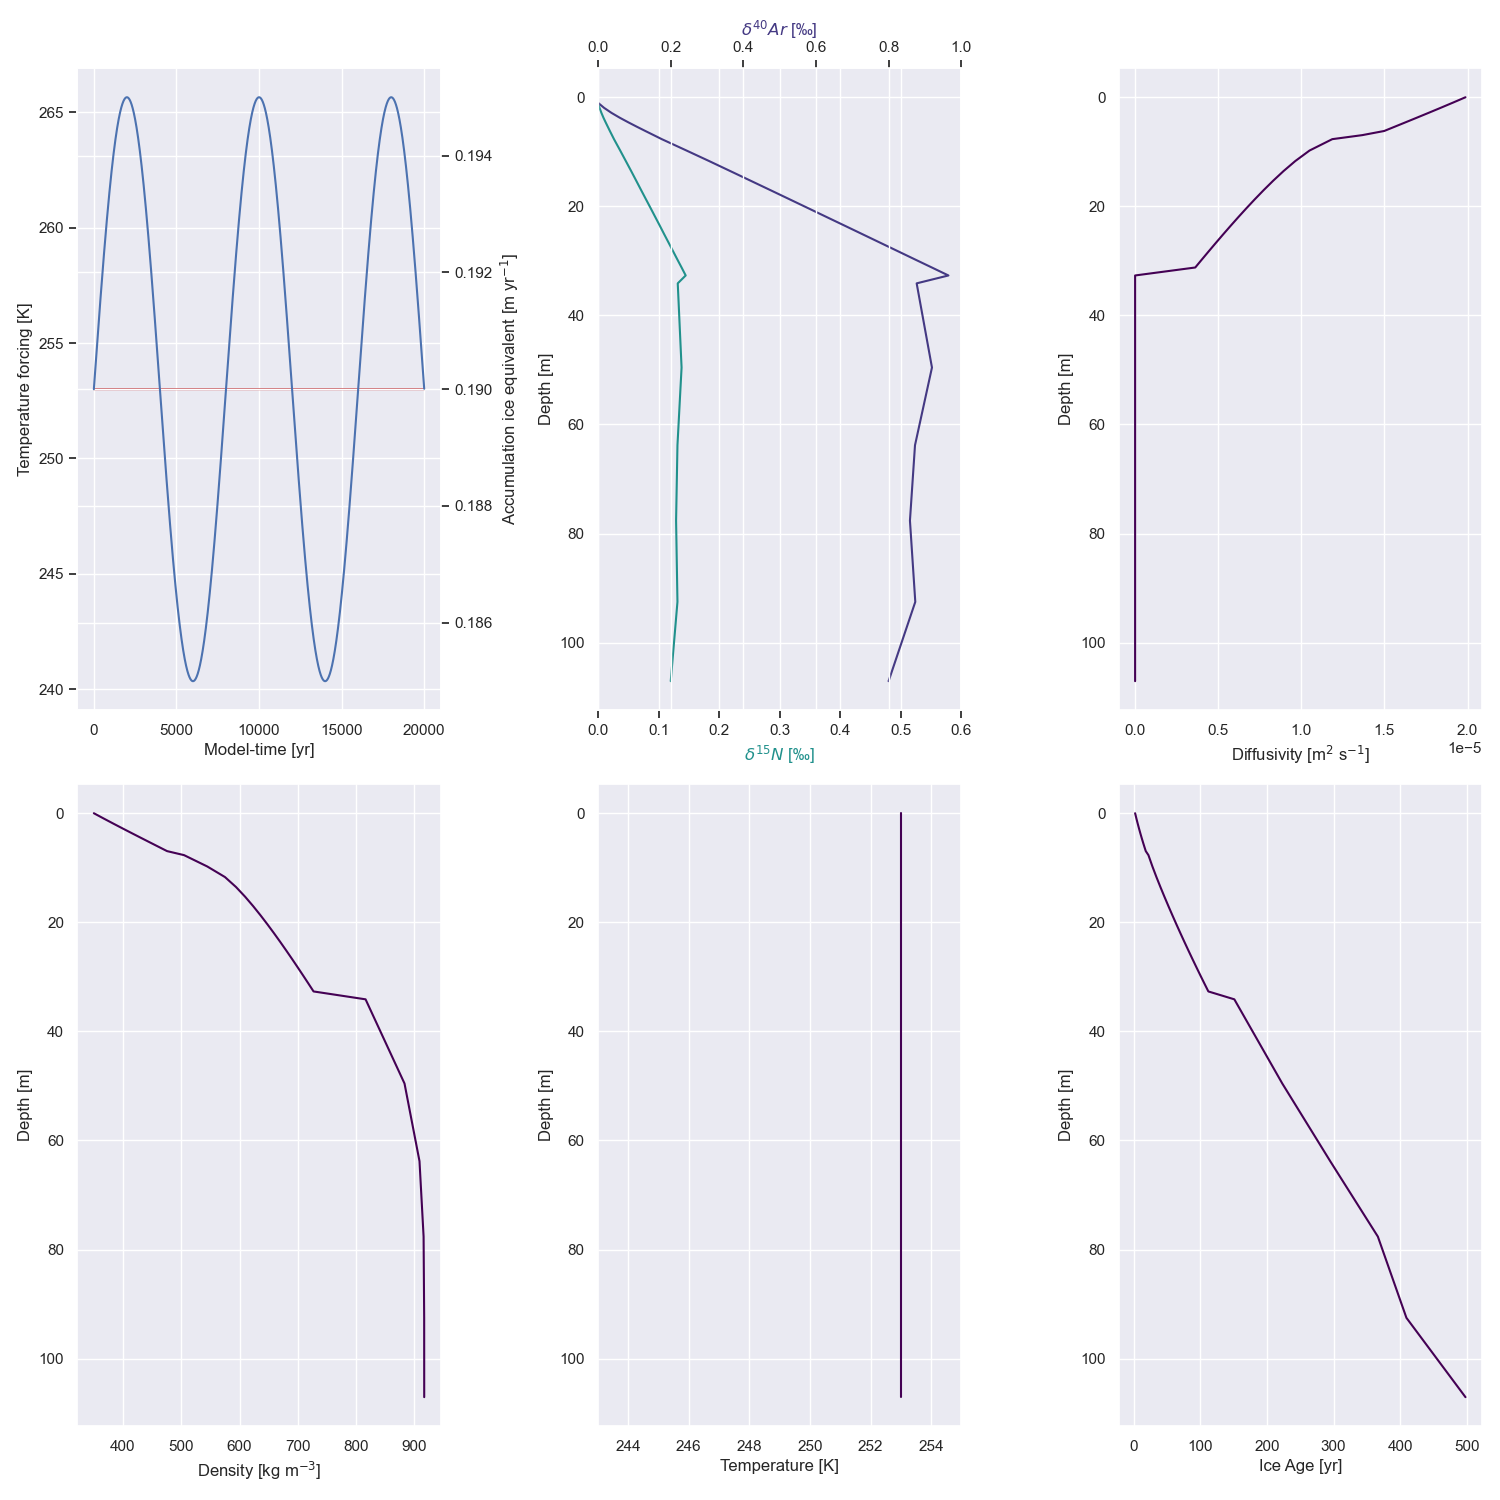 265
260
255
250
245
240
Temperature forcing [K]
0 5000 10000 15000 20000
Model-time [yr]
0.194
0.192
0.190
0.188
0.186
Accumulation ice equivalent [m yr⁻¹]
δ⁴⁰Ar [‰]
0.0 0.2 0.4 0.6 0.8 1.0
0
20
40
60
80
100
Depth [m]
0.0 0.1 0.2 0.3 0.4 0.5 0.6
δ¹⁵N [‰]
0
20
40
60
80
100
Depth [m]
0.0 0.5 1.0 1.5 2.0
1e−5
Diffusivity [m² s⁻¹]
0
20
40
60
80
100
Depth [m]
400 500 600 700 800 900
Density [kg m⁻³]
0
20
40
60
80
100
Depth [m]
244 246 248 250 252 254
Temperature [K]
0
20
40
60
80
100
Depth [m]
0 100 200 300 400 500
Ice Age [yr]